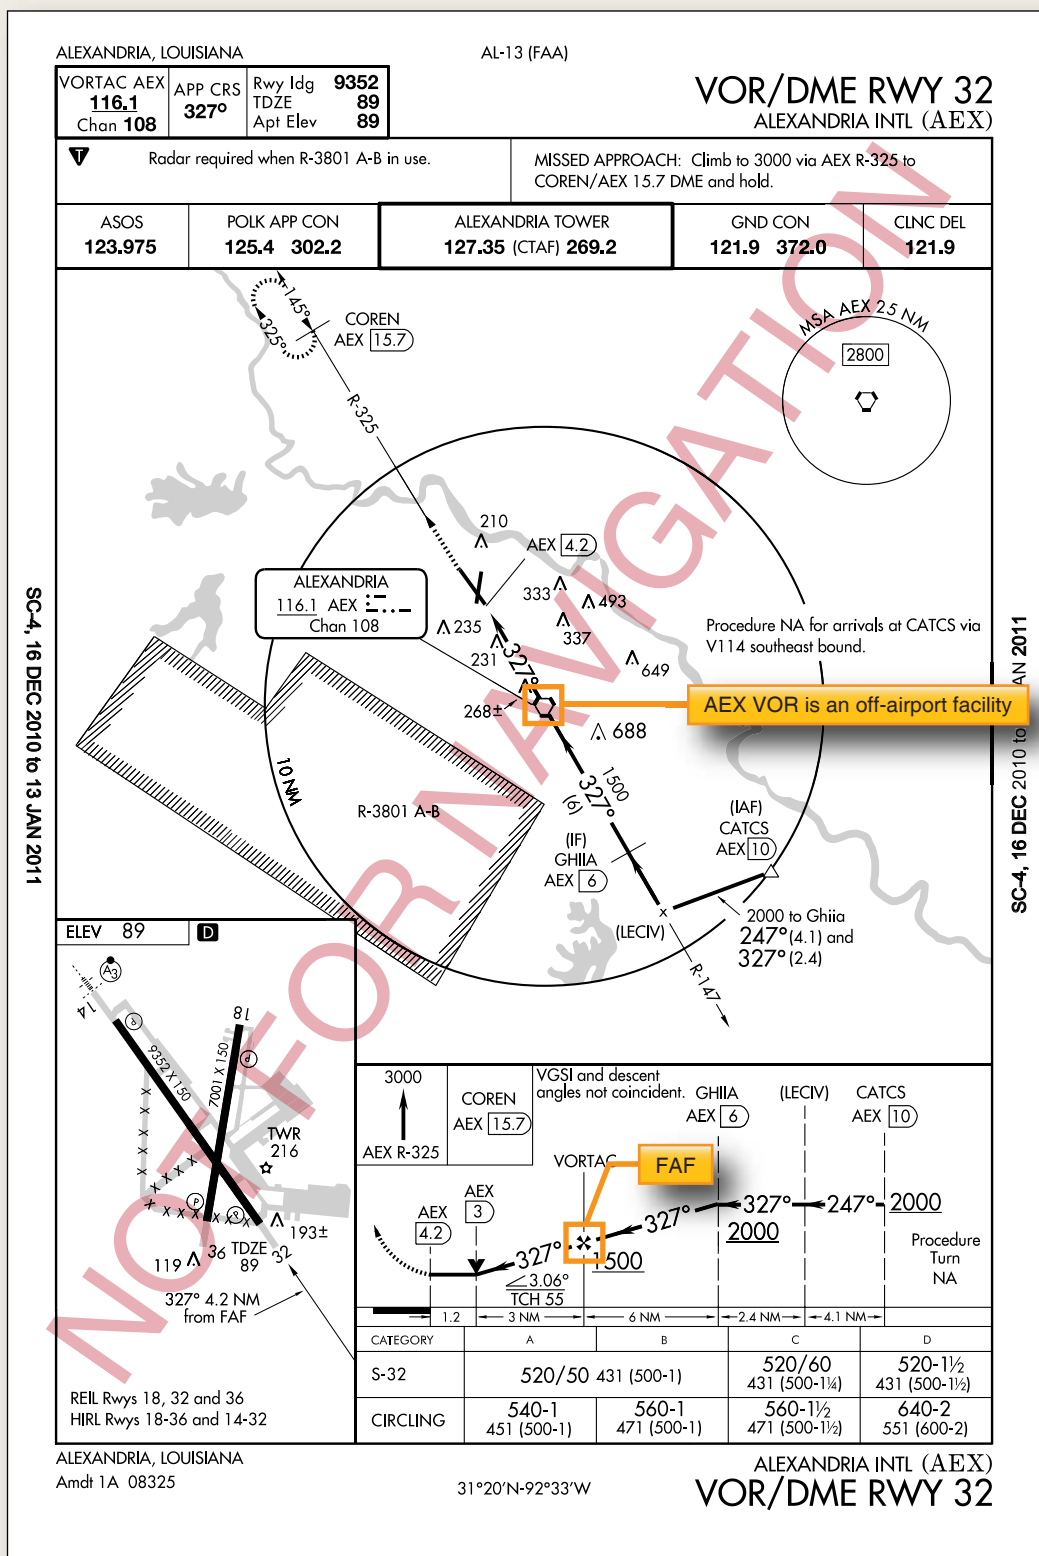 ALEXANDRIA, LOUISIANA
AL-13 (FAA)
VORTAC AEX
116.1
Chan 108
APP CRS
327°
Rwy ldg 9352
TDZE 89
Apt Elev 89
VOR/DME RWY 32
ALEXANDRIA INTL (AEX)
T
Radar required when R-3801 A-B in use.
MISSED APPROACH: Climb to 3000 via AEX R-325 to
COREN/AEX 15.7 DME and hold.
ASOS
123.975
POLK APP CON
125.4 302.2
ALEXANDRIA TOWER
127.35 (CTAF) 269.2
GND CON
121.9 372.0
CLNC DEL
121.9
145°
325°
COREN
AEX 15.7
R-325
MSA AEX 25 NM
2800
210
AEX 4.2
ALEXANDRIA
116.1 AEX
Chan 108
333
493
235
337
231
327°
649
268±
688
Procedure NA for arrivals at CATCS via
V114 southeast bound.
AEX VOR is an off-airport facility
10 NM
R-3801 A-B
1500
327°
(6)
(IF)
GHIIA
AEX 6
(IAF)
CATCS
AEX 10
(LECIV)
2000 to Ghiia
247° (4.1) and
327° (2.4)
R-147
NOT FOR NAVIGATION
SC-4, 16 DEC 2010 to 13 JAN 2011
SC-4, 16 DEC 2010 to AN 2011
ELEV 89
D
A3
14
18
P
P
9352 X 150
7001 X 150
X X X X X X
X X X X X
X X X X X X X X
TWR
216
P
P
193±
119
36
TDZE
89
32
327° 4.2 NM
from FAF
REIL Rwys 18, 32 and 36
HIRL Rwys 18-36 and 14-32
3000
AEX R-325
COREN
AEX 15.7
VGSI and descent
angles not coincident.
GHIIA
AEX 6
(LECIV)
CATCS
AEX 10
VORTAC
FAF
AEX
4.2
AEX
3
327°
327°
327°
247°
2000
2000
1500
3.06°
TCH 55
Procedure
Turn
NA
1.2
3 NM
6 NM
2.4 NM
4.1 NM
CATEGORY A B C D
S-32
520/50 431 (500-1)
520/60
431 (500-1¼)
520-1½
431 (500-1½)
CIRCLING
540-1
451 (500-1)
560-1
471 (500-1)
560-1½
471 (500-1½)
640-2
551 (600-2)
ALEXANDRIA, LOUISIANA
Amdt 1A 08325
31°20'N-92°33'W
ALEXANDRIA INTL (AEX)
VOR/DME RWY 32